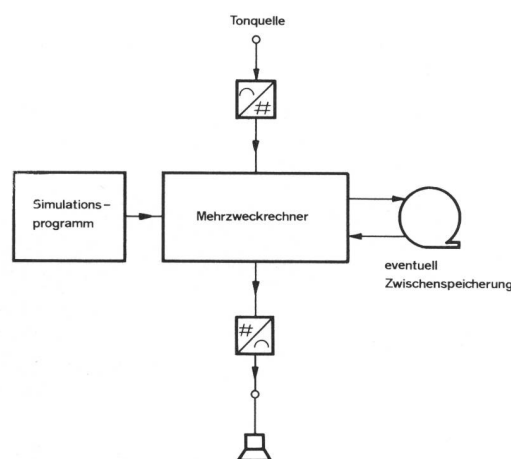 Tonquelle
#
Simulations-
programm
Mehrzweckrechner
eventuell
Zwischenspeicherung
#